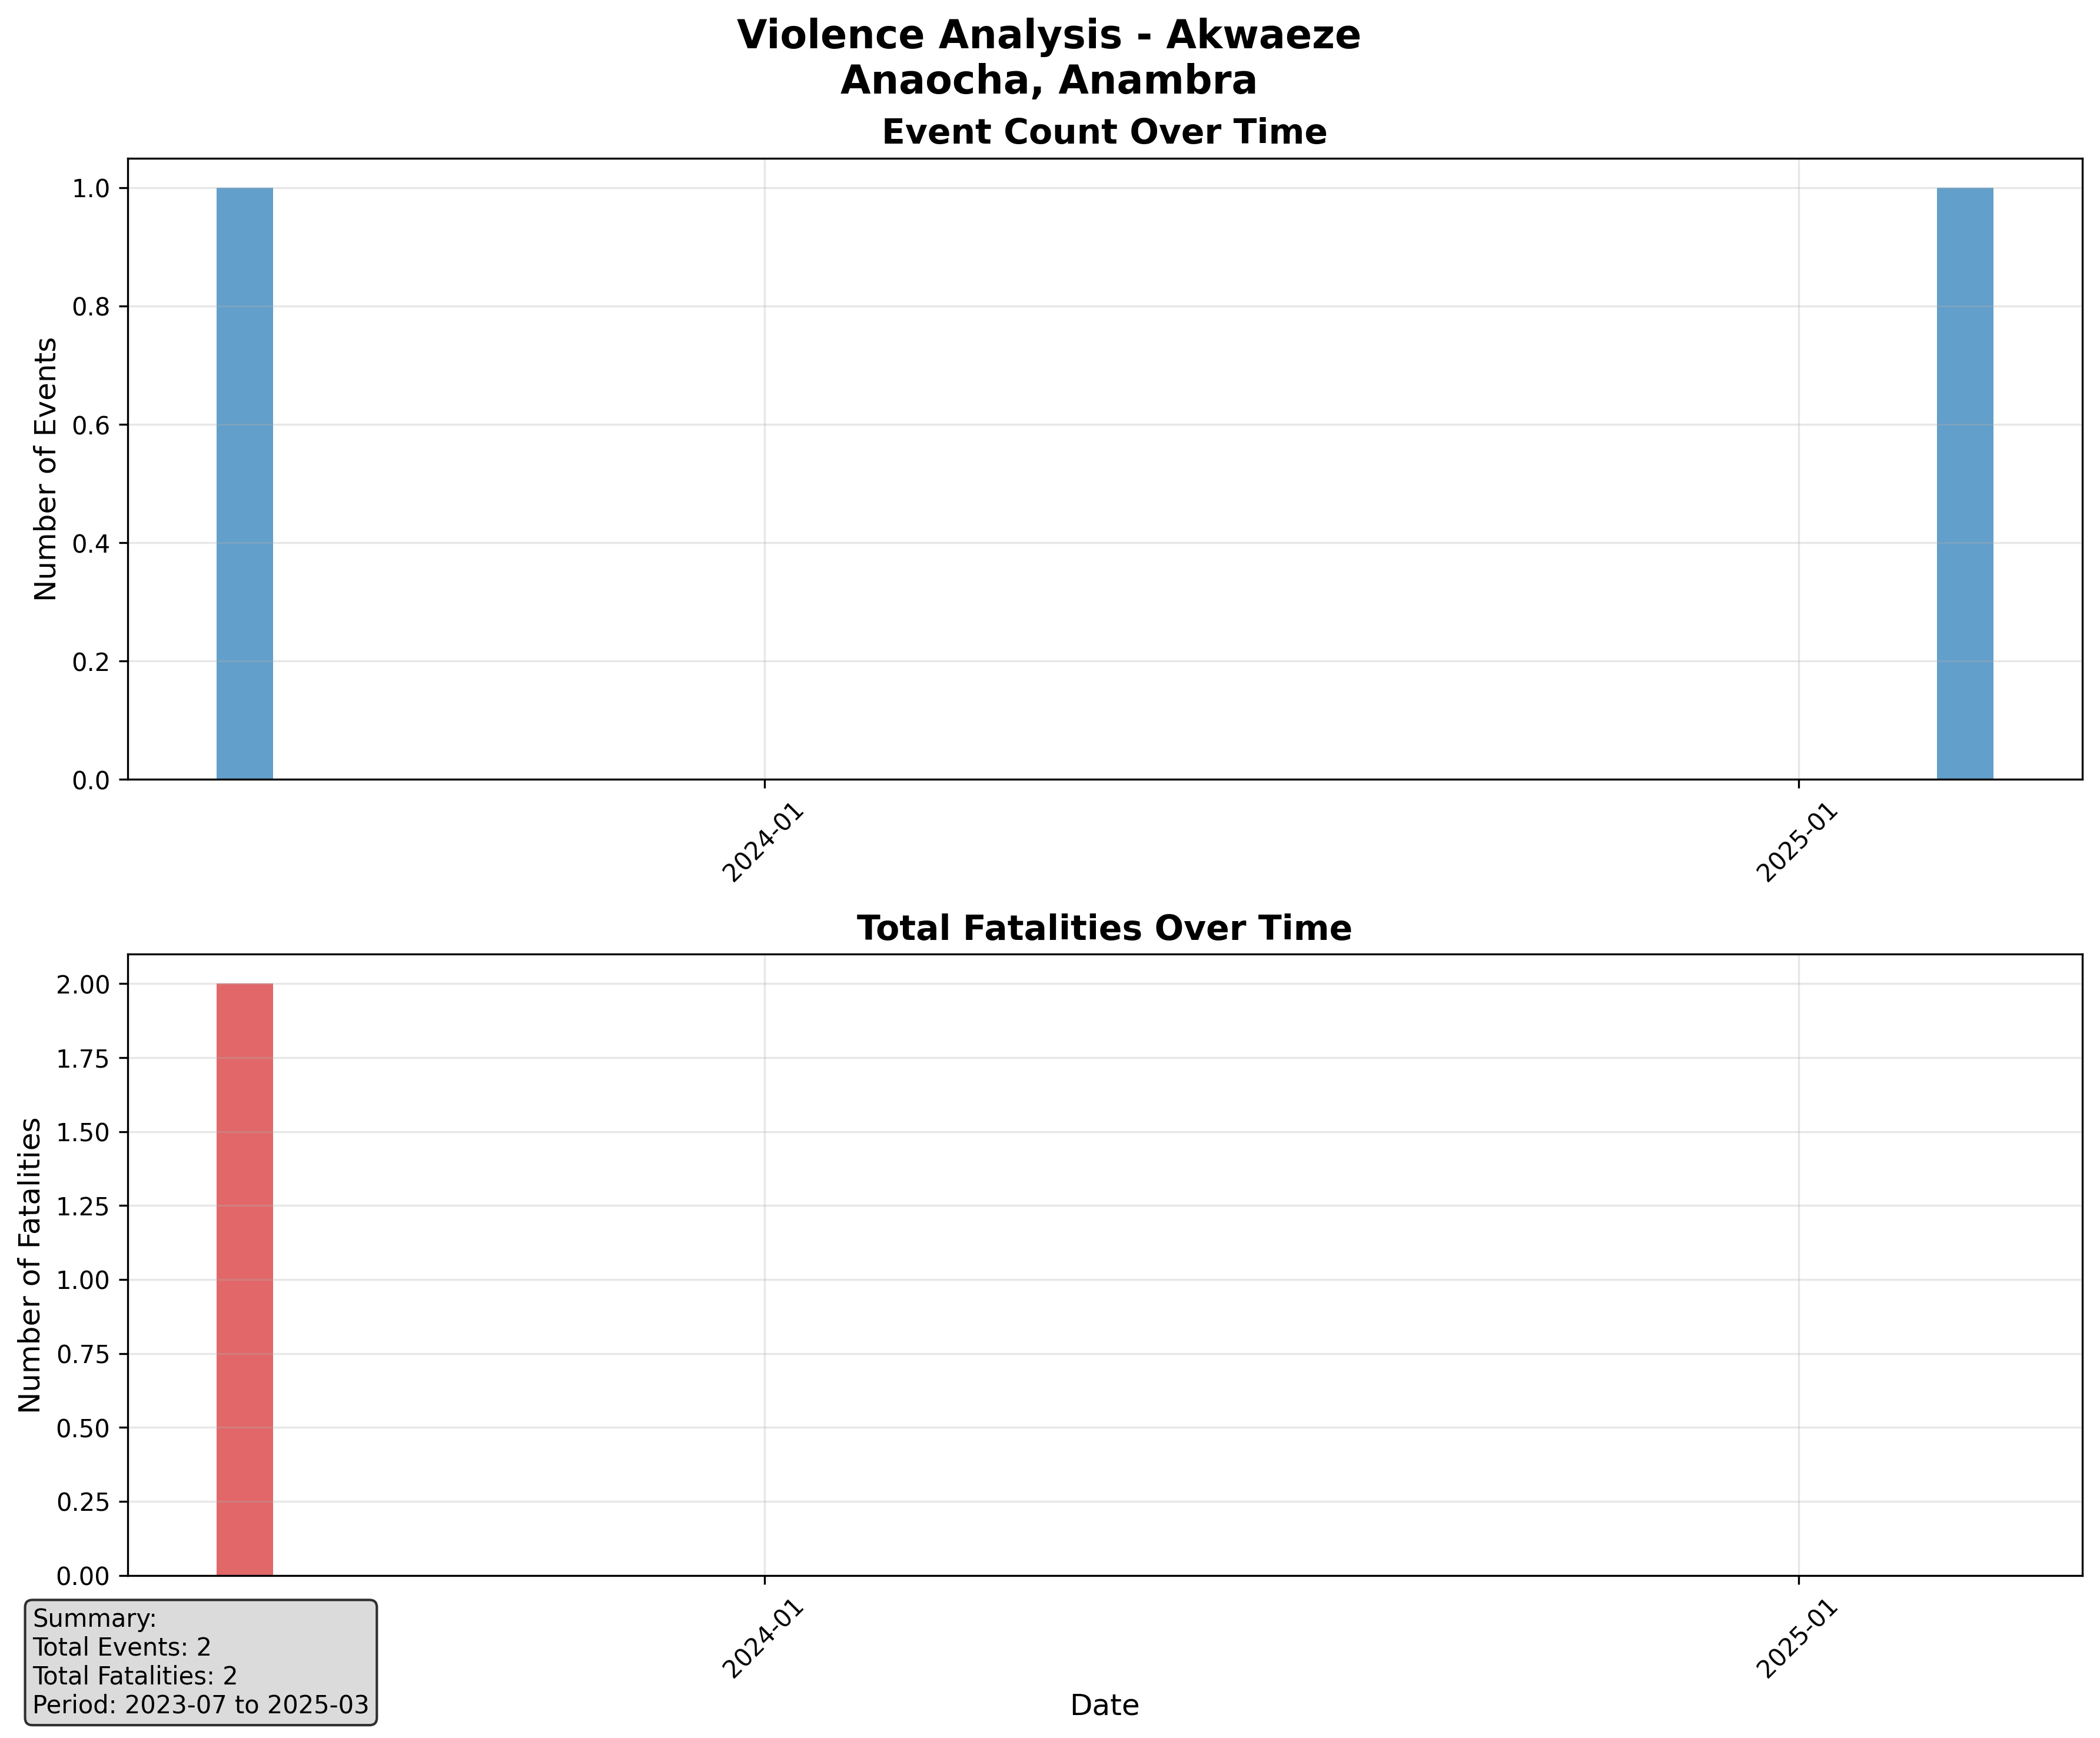 Violence Analysis - Akwaeze
Anaocha, Anambra
Event Count Over Time
Number of Events
1.0
0.8
0.6
0.4
0.2
0.0
2024-01
2025-01
Total Fatalities Over Time
Number of Fatalities
2.00
1.75
1.50
1.25
1.00
0.75
0.50
0.25
0.00
2024-01
2025-01
Date
Summary:
Total Events: 2
Total Fatalities: 2
Period: 2023-07 to 2025-03